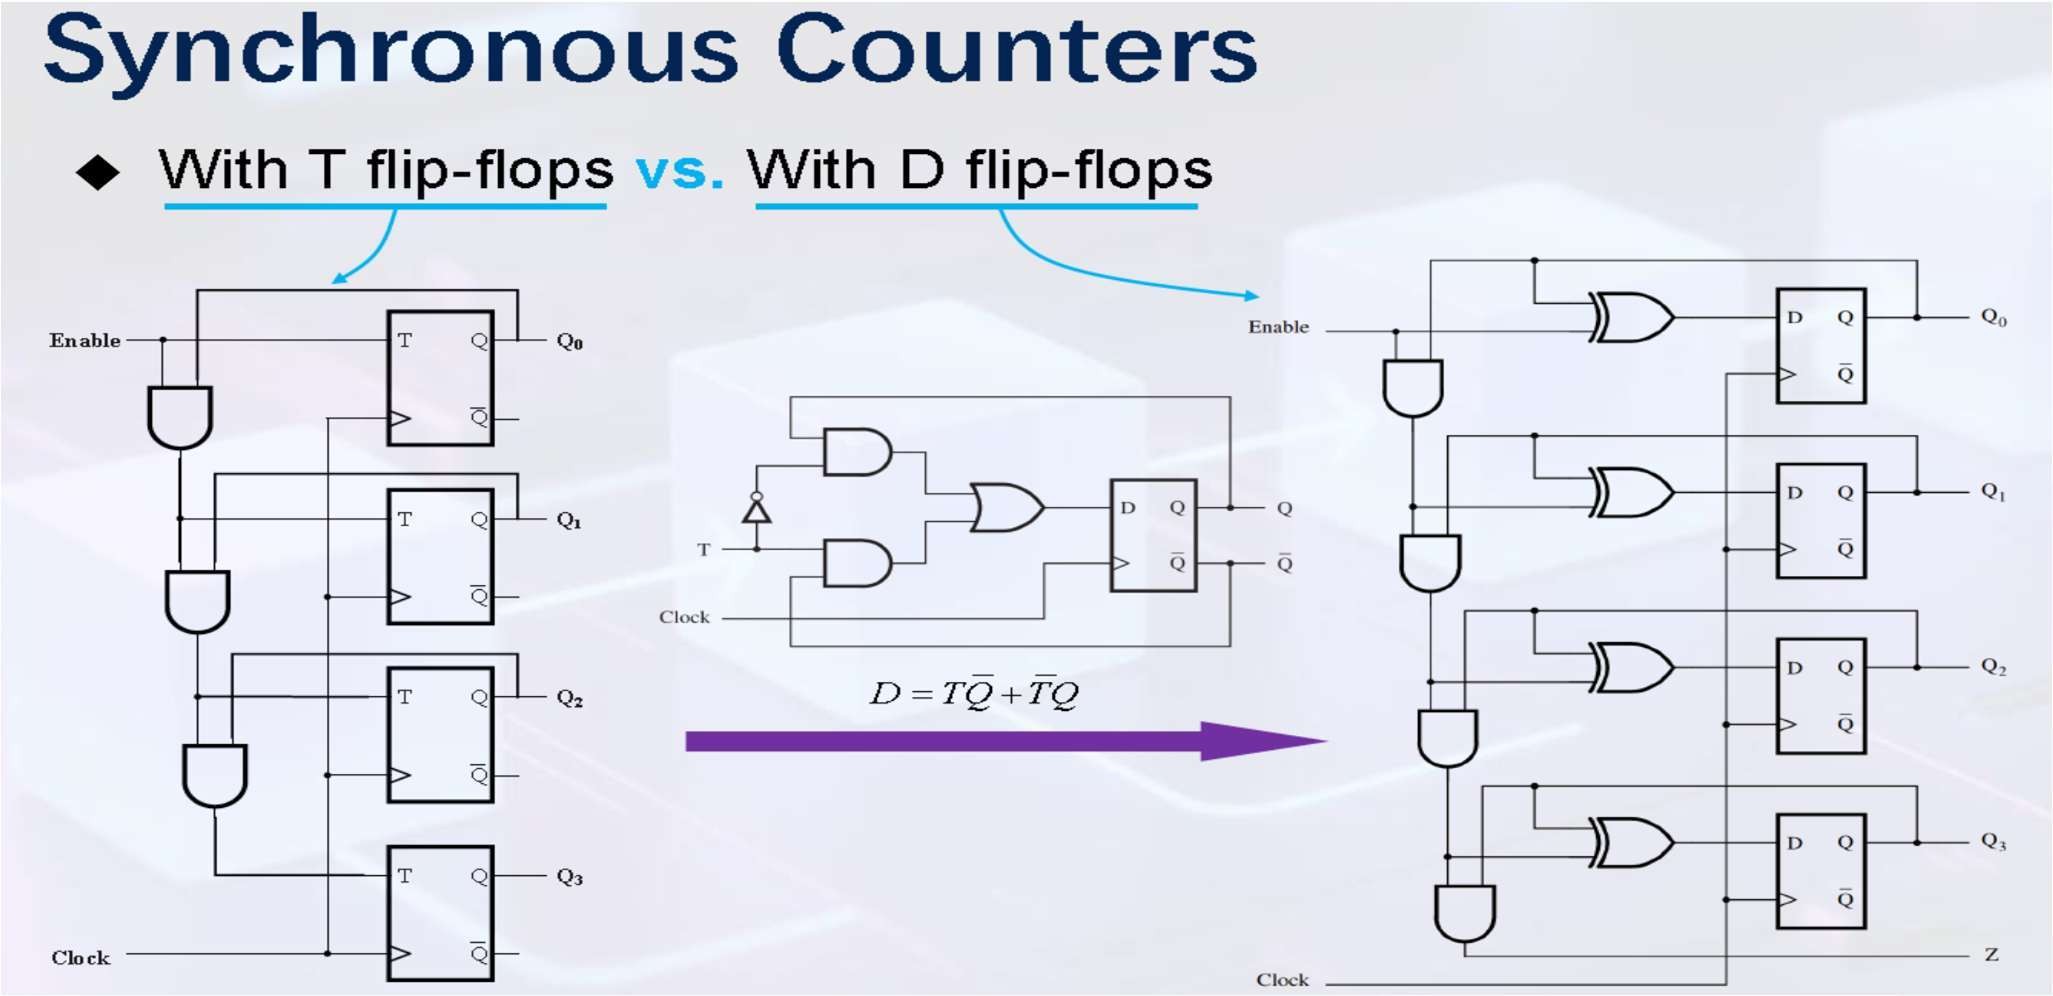 Synchronous Counters
◆ With T flip-flops vs. With D flip-flops
Enable
T Q Q0
Q̅
T Q Q1
Q̅
T Q Q2
Q̅
T Q Q3
Clock
Q̅
T
Clock
D Q Q
Q̅ Q̅
D = TQ̅ + T̅Q
Enable
D Q Q0
Q̅
D Q Q1
Q̅
D Q Q2
Q̅
D Q Q3
Q̅
Z
Clock